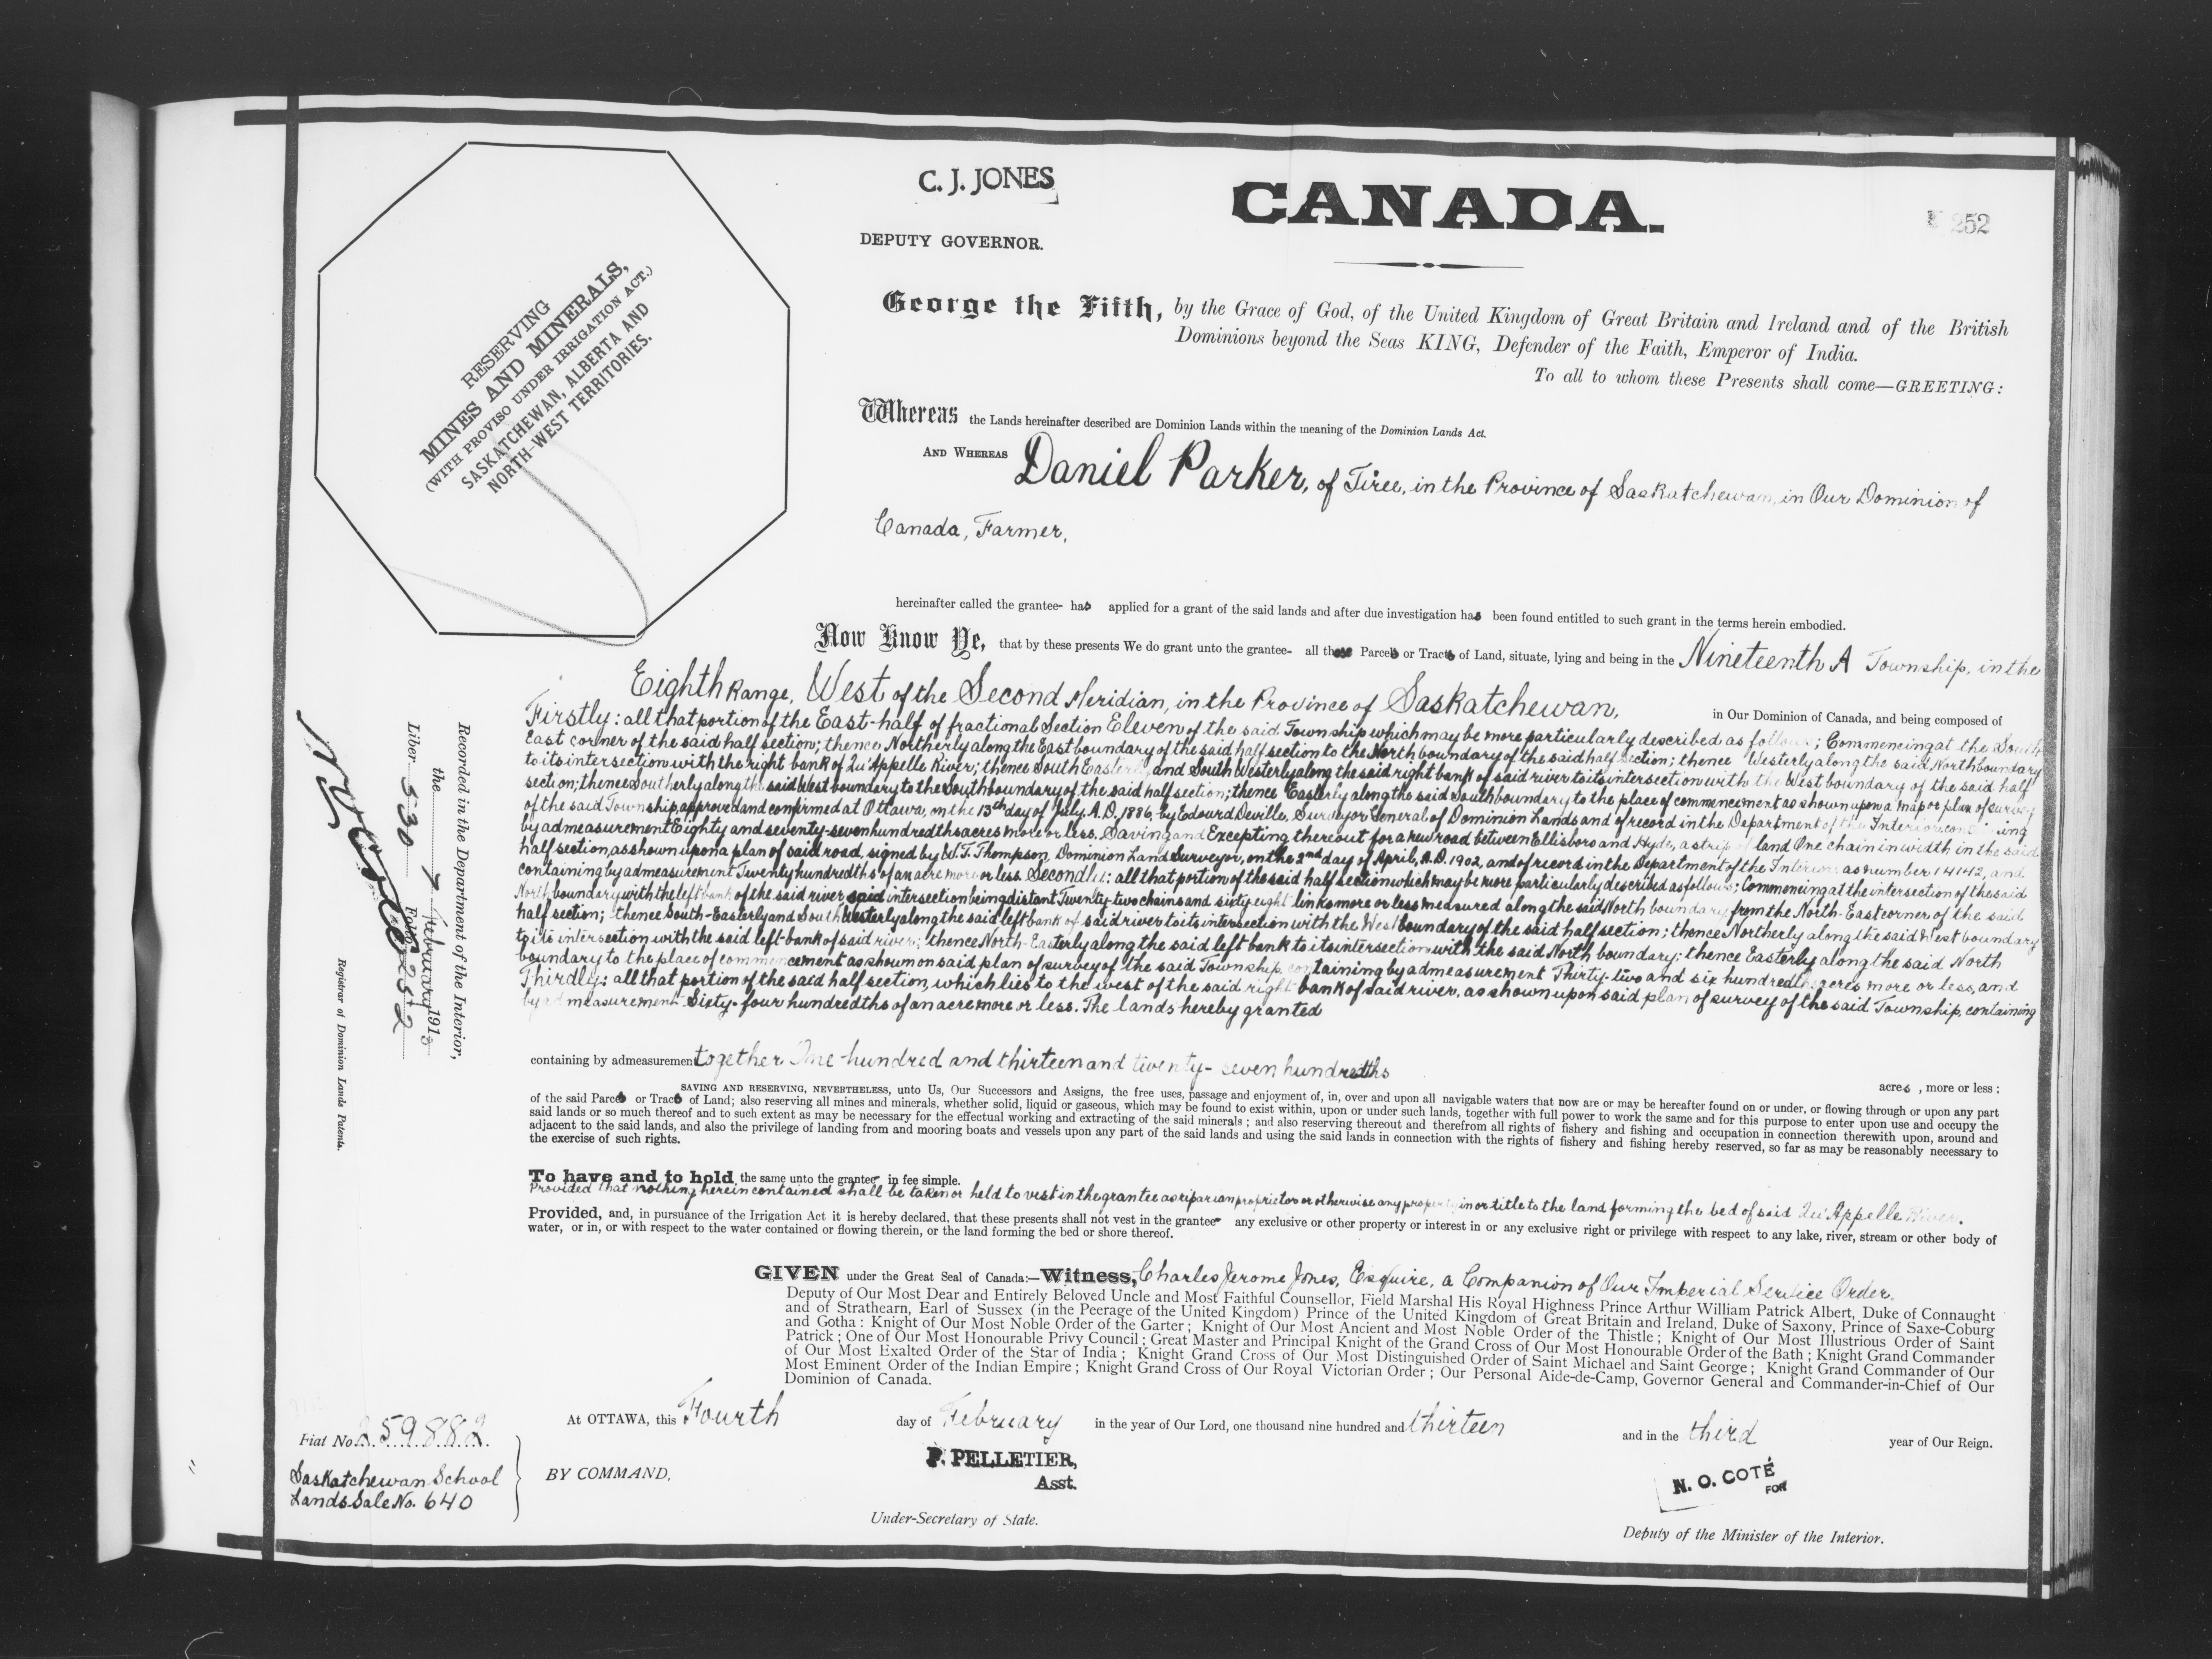 C. J. JONES
DEPUTY GOVERNOR.
CANADA.
252
RESERVING
MINES AND MINERALS,
(WITH PROVISO UNDER IRRIGATION ACT.)
SASKATCHEWAN, ALBERTA AND
NORTH-WEST TERRITORIES.
George the Fifth, by the Grace of God, of the United Kingdom of Great Britain and Ireland and of the British
Dominions beyond the Seas KING, Defender of the Faith, Emperor of India.
To all to whom these Presents shall come—GREETING:
Whereas the Lands hereinafter described are Dominion Lands within the meaning of the Dominion Lands Act.
AND WHEREAS Daniel Parker, of Tiree, in the Province of Saskatchewan, in Our Dominion of
Canada, Farmer,
hereinafter called the grantee- has applied for a grant of the said lands and after due investigation has been found entitled to such grant in the terms herein embodied.
Now Know Ye, that by these presents We do grant unto the grantee- all those Parcels or Tracts of Land, situate, lying and being in the Nineteenth A Township, in the
Eighth Range, West of the Second Meridian, in the Province of Saskatchewan, in Our Dominion of Canada, and being composed of
Firstly: all that portion of the East-half of fractional Section Eleven of the said Township which may be more particularly described as follows; Commencing at the South
East corner of the said half section; thence Northerly along the East boundary of the said half section to the North boundary of the said half section; thence Westerly along the said North boundary
to its intersection with the right bank of Qu'Appelle River; thence South Easterly and South Westerly along the said right bank of said river to its intersection with the West boundary of the said half
section; thence Southerly along the said West boundary to the South boundary of the said half section; thence Easterly along the said South boundary to the place of commencement as shown upon a map or plan of survey
of the said Township, approved and confirmed at Ottawa, on the 13th day of July, A.D. 1886, by Edouard Deville, Surveyor General of Dominion Lands and of record in the Department of the Interior, containing
by admeasurement Eighty and seventy-seven hundredths acres more or less, Saving and Excepting thereout for a new road between Ellisboro and Hyde, a strip of land One chain in width in the said
half section, as shown upon a plan of said road, signed by W.T. Thompson, Dominion Land Surveyor, on the 2nd day of April, A.D. 1902, and of record in the Department of the Interior as number 14142, and
containing by admeasurement Twenty hundredths of an acre more or less. Secondly: all that portion of the said half section which may be more particularly described as follows; Commencing at the intersection of the said
North boundary with the left bank of the said river said intersection being distant Twenty-two chains and sixty eight links more or less measured along the said North boundary from the North-East corner of the said
half section; thence South-Easterly and South Westerly along the said left bank of said river to its intersection with the West boundary of the said half section; thence Northerly along the said West boundary
to its intersection with the said left-bank of said river; thence North-Easterly along the said left bank to its intersection with the said North boundary; thence Easterly along the said North
boundary to the place of commencement as shown on said plan of survey of the said Township, containing by admeasurement Thirty-two and six hundredths acres more or less, and
Thirdly: all that portion of the said half section, which lies to the west of the said right bank of said river, as shown upon said plan of survey of the said Township, containing
by admeasurement Sixty-four hundredths of an acre more or less. The lands hereby granted
containing by admeasurement together One hundred and thirteen and twenty-seven hundredths acres, more or less;
SAVING AND RESERVING, NEVERTHELESS, unto Us, Our Successors and Assigns, the free uses, passage and enjoyment of, in, over and upon all navigable waters that now are or may be hereafter found on or under, or flowing through or upon any part
of the said Parcels or Tracts of Land; also reserving all mines and minerals, whether solid, liquid or gaseous, which may be found to exist within, upon or under such lands, together with full power to work the same and for this purpose to enter upon use and occupy the
said lands or so much thereof and to such extent as may be necessary for the effectual working and extracting of the said minerals; and also reserving thereout and therefrom all rights of fishery and fishing and occupation in connection therewith upon, around and
adjacent to the said lands, and also the privilege of landing from and mooring boats and vessels upon any part of the said lands and using the said lands in connection with the rights of fishery and fishing hereby reserved, so far as may be reasonably necessary to
the exercise of such rights.
To have and to hold the same unto the grantee- in fee simple.
Provided that nothing herein contained shall be taken or held to vest in the grantee as riparian proprietor or otherwise any property in or title to the land forming the bed of said Qu'Appelle River.
Provided, and, in pursuance of the Irrigation Act it is hereby declared, that these presents shall not vest in the grantee- any exclusive or other property or interest in or any exclusive right or privilege with respect to any lake, river, stream or other body of
water, or in, or with respect to the water contained or flowing therein, or the land forming the bed or shore thereof.
GIVEN under the Great Seal of Canada:—Witness, Charles Jerome Jones, Esquire, a Companion of Our Imperial Service Order.
Deputy of Our Most Dear and Entirely Beloved Uncle and Most Faithful Counsellor, Field Marshal His Royal Highness Prince Arthur William Patrick Albert, Duke of Connaught
and of Strathearn, Earl of Sussex (in the Peerage of the United Kingdom) Prince of the United Kingdom of Great Britain and Ireland, Duke of Saxony, Prince of Saxe-Coburg
and Gotha: Knight of Our Most Noble Order of the Garter; Knight of Our Most Ancient and Most Noble Order of the Thistle; Knight of Our Most Illustrious Order of Saint
Patrick; One of Our Most Honourable Privy Council; Great Master and Principal Knight of the Grand Cross of Our Most Honourable Order of the Bath; Knight Grand Commander
of Our Most Exalted Order of the Star of India; Knight Grand Cross of Our Most Distinguished Order of Saint Michael and Saint George; Knight Grand Commander of Our
Most Eminent Order of the Indian Empire; Knight Grand Cross of Our Royal Victorian Order; Our Personal Aide-de-Camp, Governor General and Commander-in-Chief of Our
Dominion of Canada.
At OTTAWA, this Fourth day of February in the year of Our Lord, one thousand nine hundred and thirteen and in the third year of Our Reign.
BY COMMAND,
P. PELLETIER,
Asst.
Under-Secretary of State.
N. O. COTÉ
FOR
Deputy of the Minister of the Interior.
Fiat No. 259882
Saskatchewan School
Lands Sale No. 640
Recorded in the Department of the Interior,
the 7 February 1913
Liber 530 Folio 252
N. O. Coté
Registrar of Dominion Lands Patents.